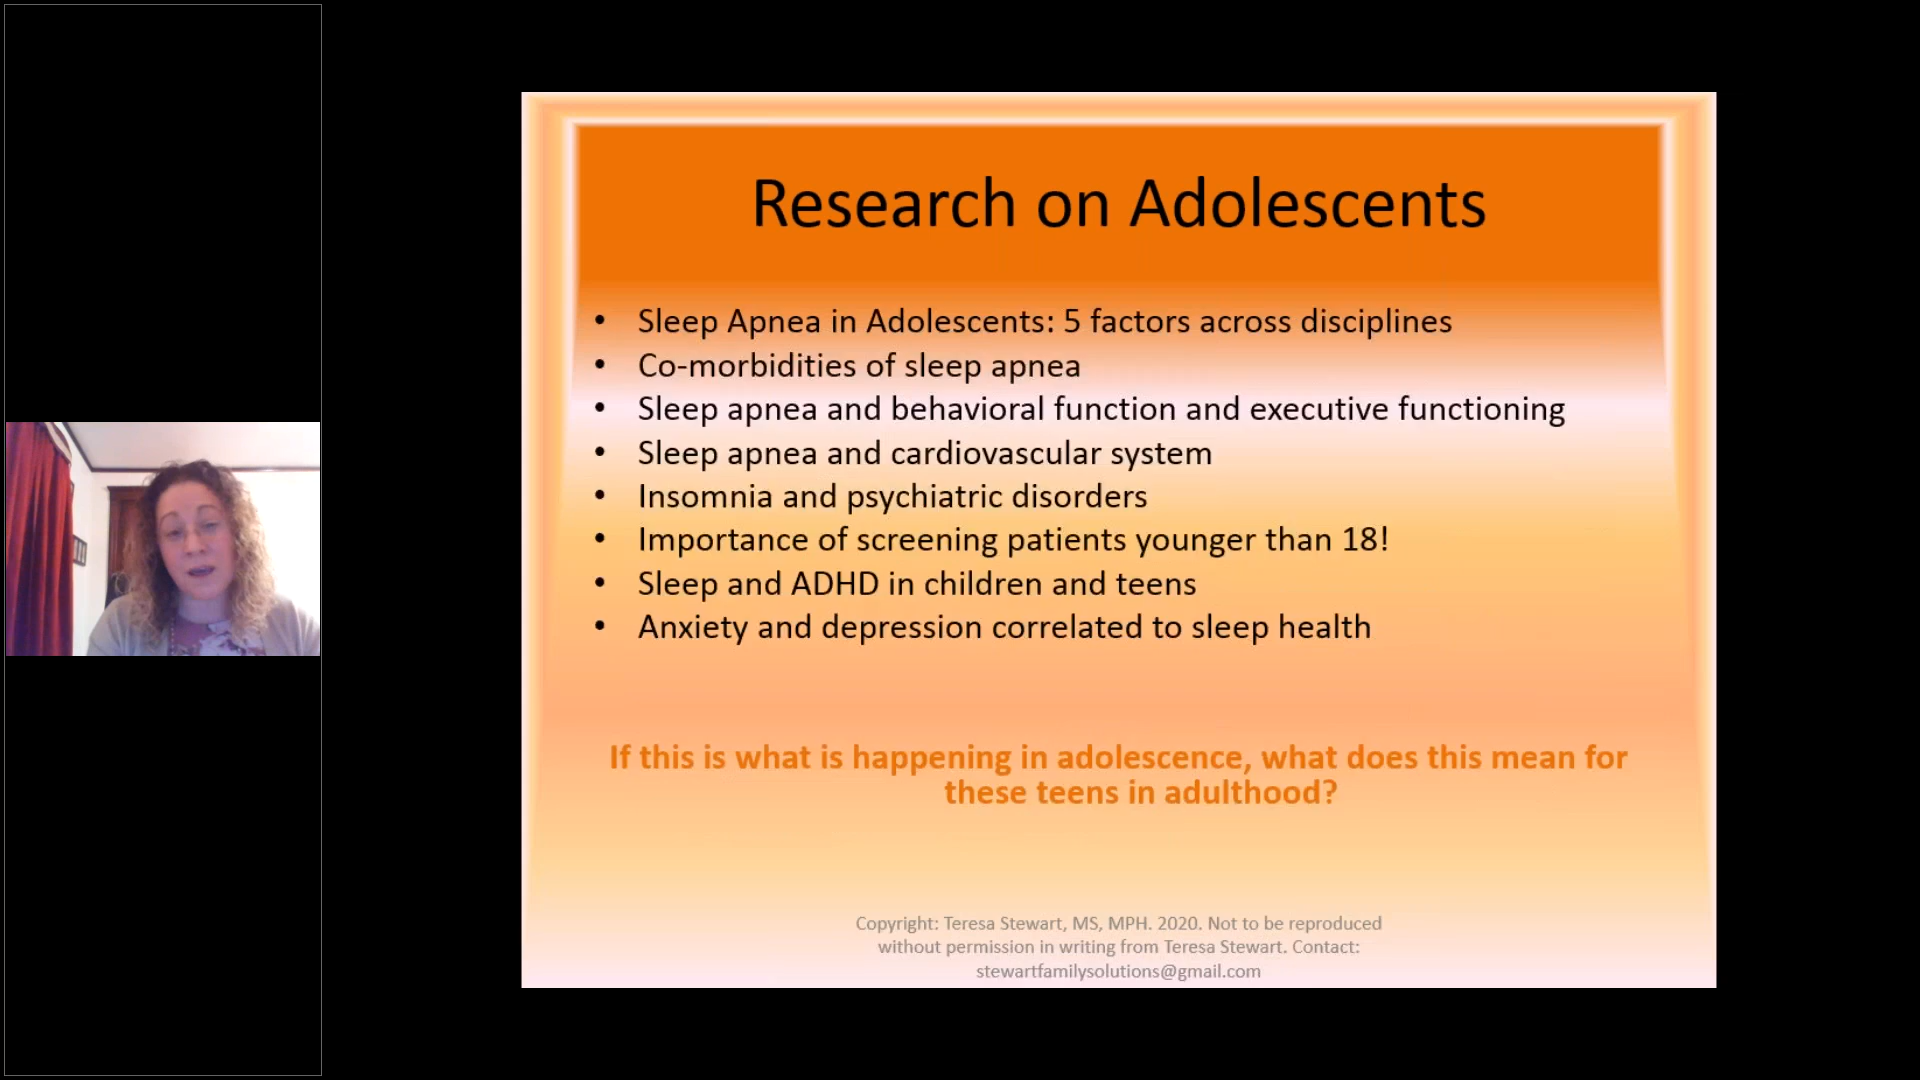 Research on Adolescents
• Sleep Apnea in Adolescents: 5 factors across disciplines
• Co-morbidities of sleep apnea
• Sleep apnea and behavioral function and executive functioning
• Sleep apnea and cardiovascular system
• Insomnia and psychiatric disorders
• Importance of screening patients younger than 18!
• Sleep and ADHD in children and teens
• Anxiety and depression correlated to sleep health
If this is what is happening in adolescence, what does this mean for
these teens in adulthood?
Copyright: Teresa Stewart, MS, MPH. 2020. Not to be reproduced
without permission in writing from Teresa Stewart. Contact:
stewartfamilysolutions@gmail.com